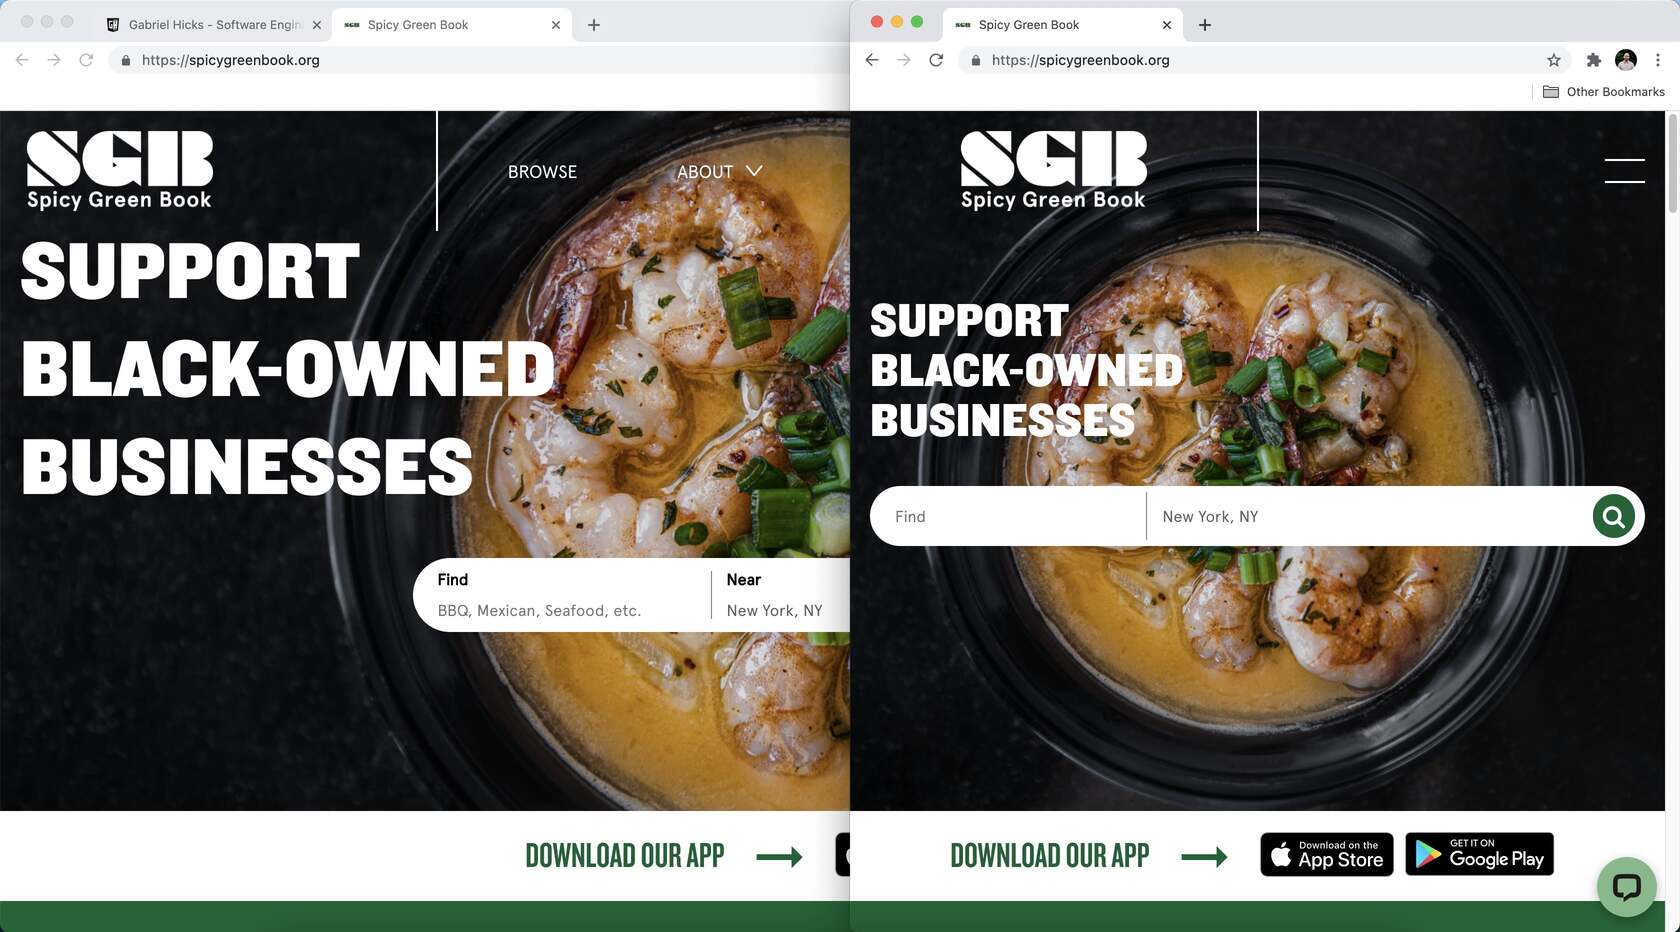 Gabriel Hicks - Software Engin
Spicy Green Book
https://spicygreenbook.org
SGB
Spicy Green Book
BROWSE
ABOUT
SUPPORT
BLACK-OWNED
BUSINESSES
Find
Near
BBQ, Mexican, Seafood, etc.
New York, NY
DOWNLOAD OUR APP
Spicy Green Book
https://spicygreenbook.org
Other Bookmarks
SGB
Spicy Green Book
SUPPORT
BLACK-OWNED
BUSINESSES
Find
New York, NY
DOWNLOAD OUR APP
Download on the
App Store
GET IT ON
Google Play